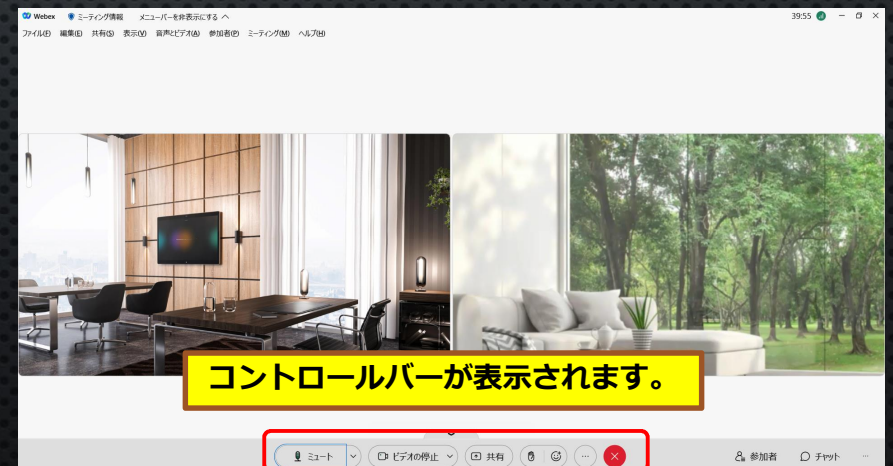 Webex ミーティング情報 メニューバーを非表示にする 39:55
ファイル(F) 編集(E) 共有(S) 表示(V) 音声とビデオ(A) 参加者(P) ミーティング(M) ヘルプ(H)
コントロールバーが表示されます。
ミュート ビデオの停止 共有 参加者 チャット